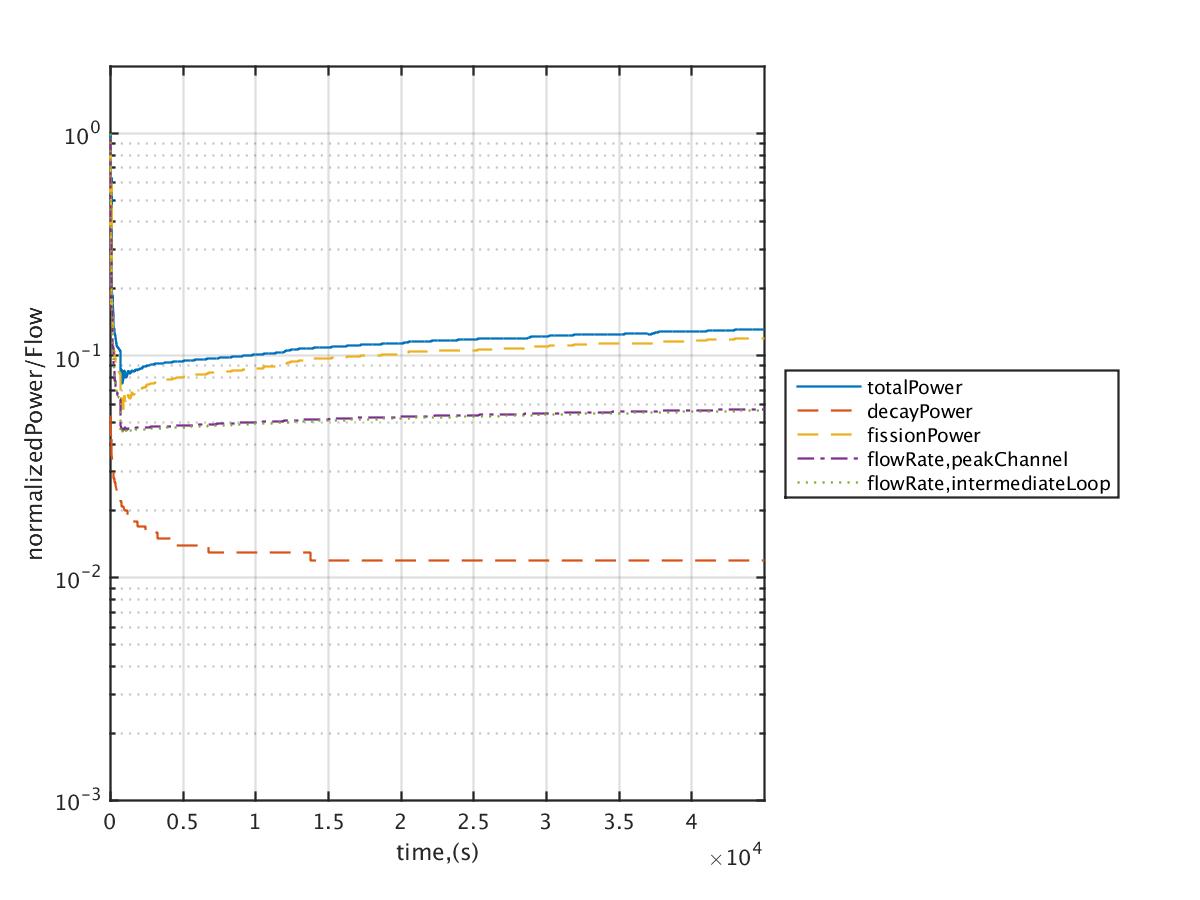 normalizedPower/Flow
10^0
10^-1
10^-2
10^-3
0 0.5 1 1.5 2 2.5 3 3.5 4
×10^4
time,(s)
totalPower
decayPower
fissionPower
flowRate,peakChannel
flowRate,intermediateLoop